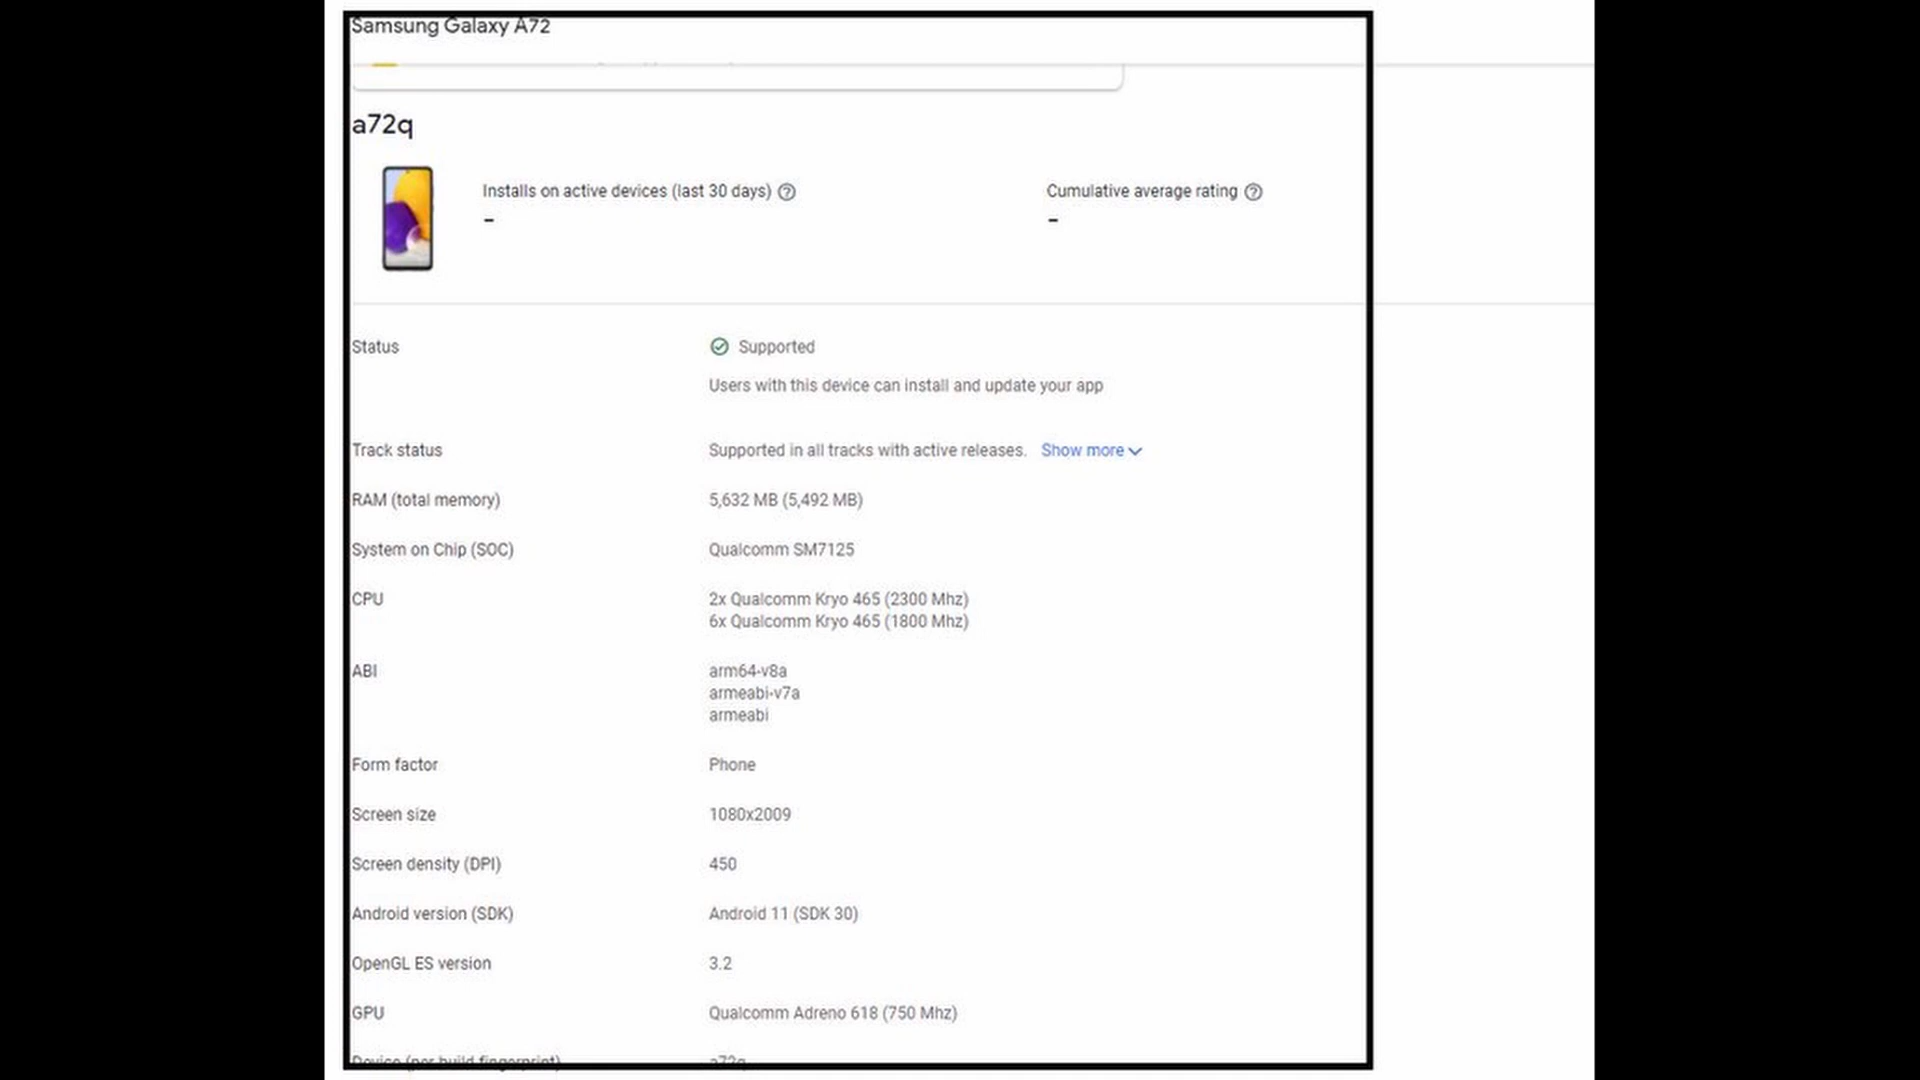 Samsung Galaxy A72
a72q
Installs on active devices (last 30 days)
–
Cumulative average rating
–
Status
Supported
Users with this device can install and update your app
Track status
Supported in all tracks with active releases. Show more
RAM (total memory)
5,632 MB (5,492 MB)
System on Chip (SOC)
Qualcomm SM7125
CPU
2x Qualcomm Kryo 465 (2300 Mhz)
6x Qualcomm Kryo 465 (1800 Mhz)
ABI
arm64-v8a
armeabi-v7a
armeabi
Form factor
Phone
Screen size
1080x2009
Screen density (DPI)
450
Android version (SDK)
Android 11 (SDK 30)
OpenGL ES version
3.2
GPU
Qualcomm Adreno 618 (750 Mhz)
Device (per build fingerprint)
a72q